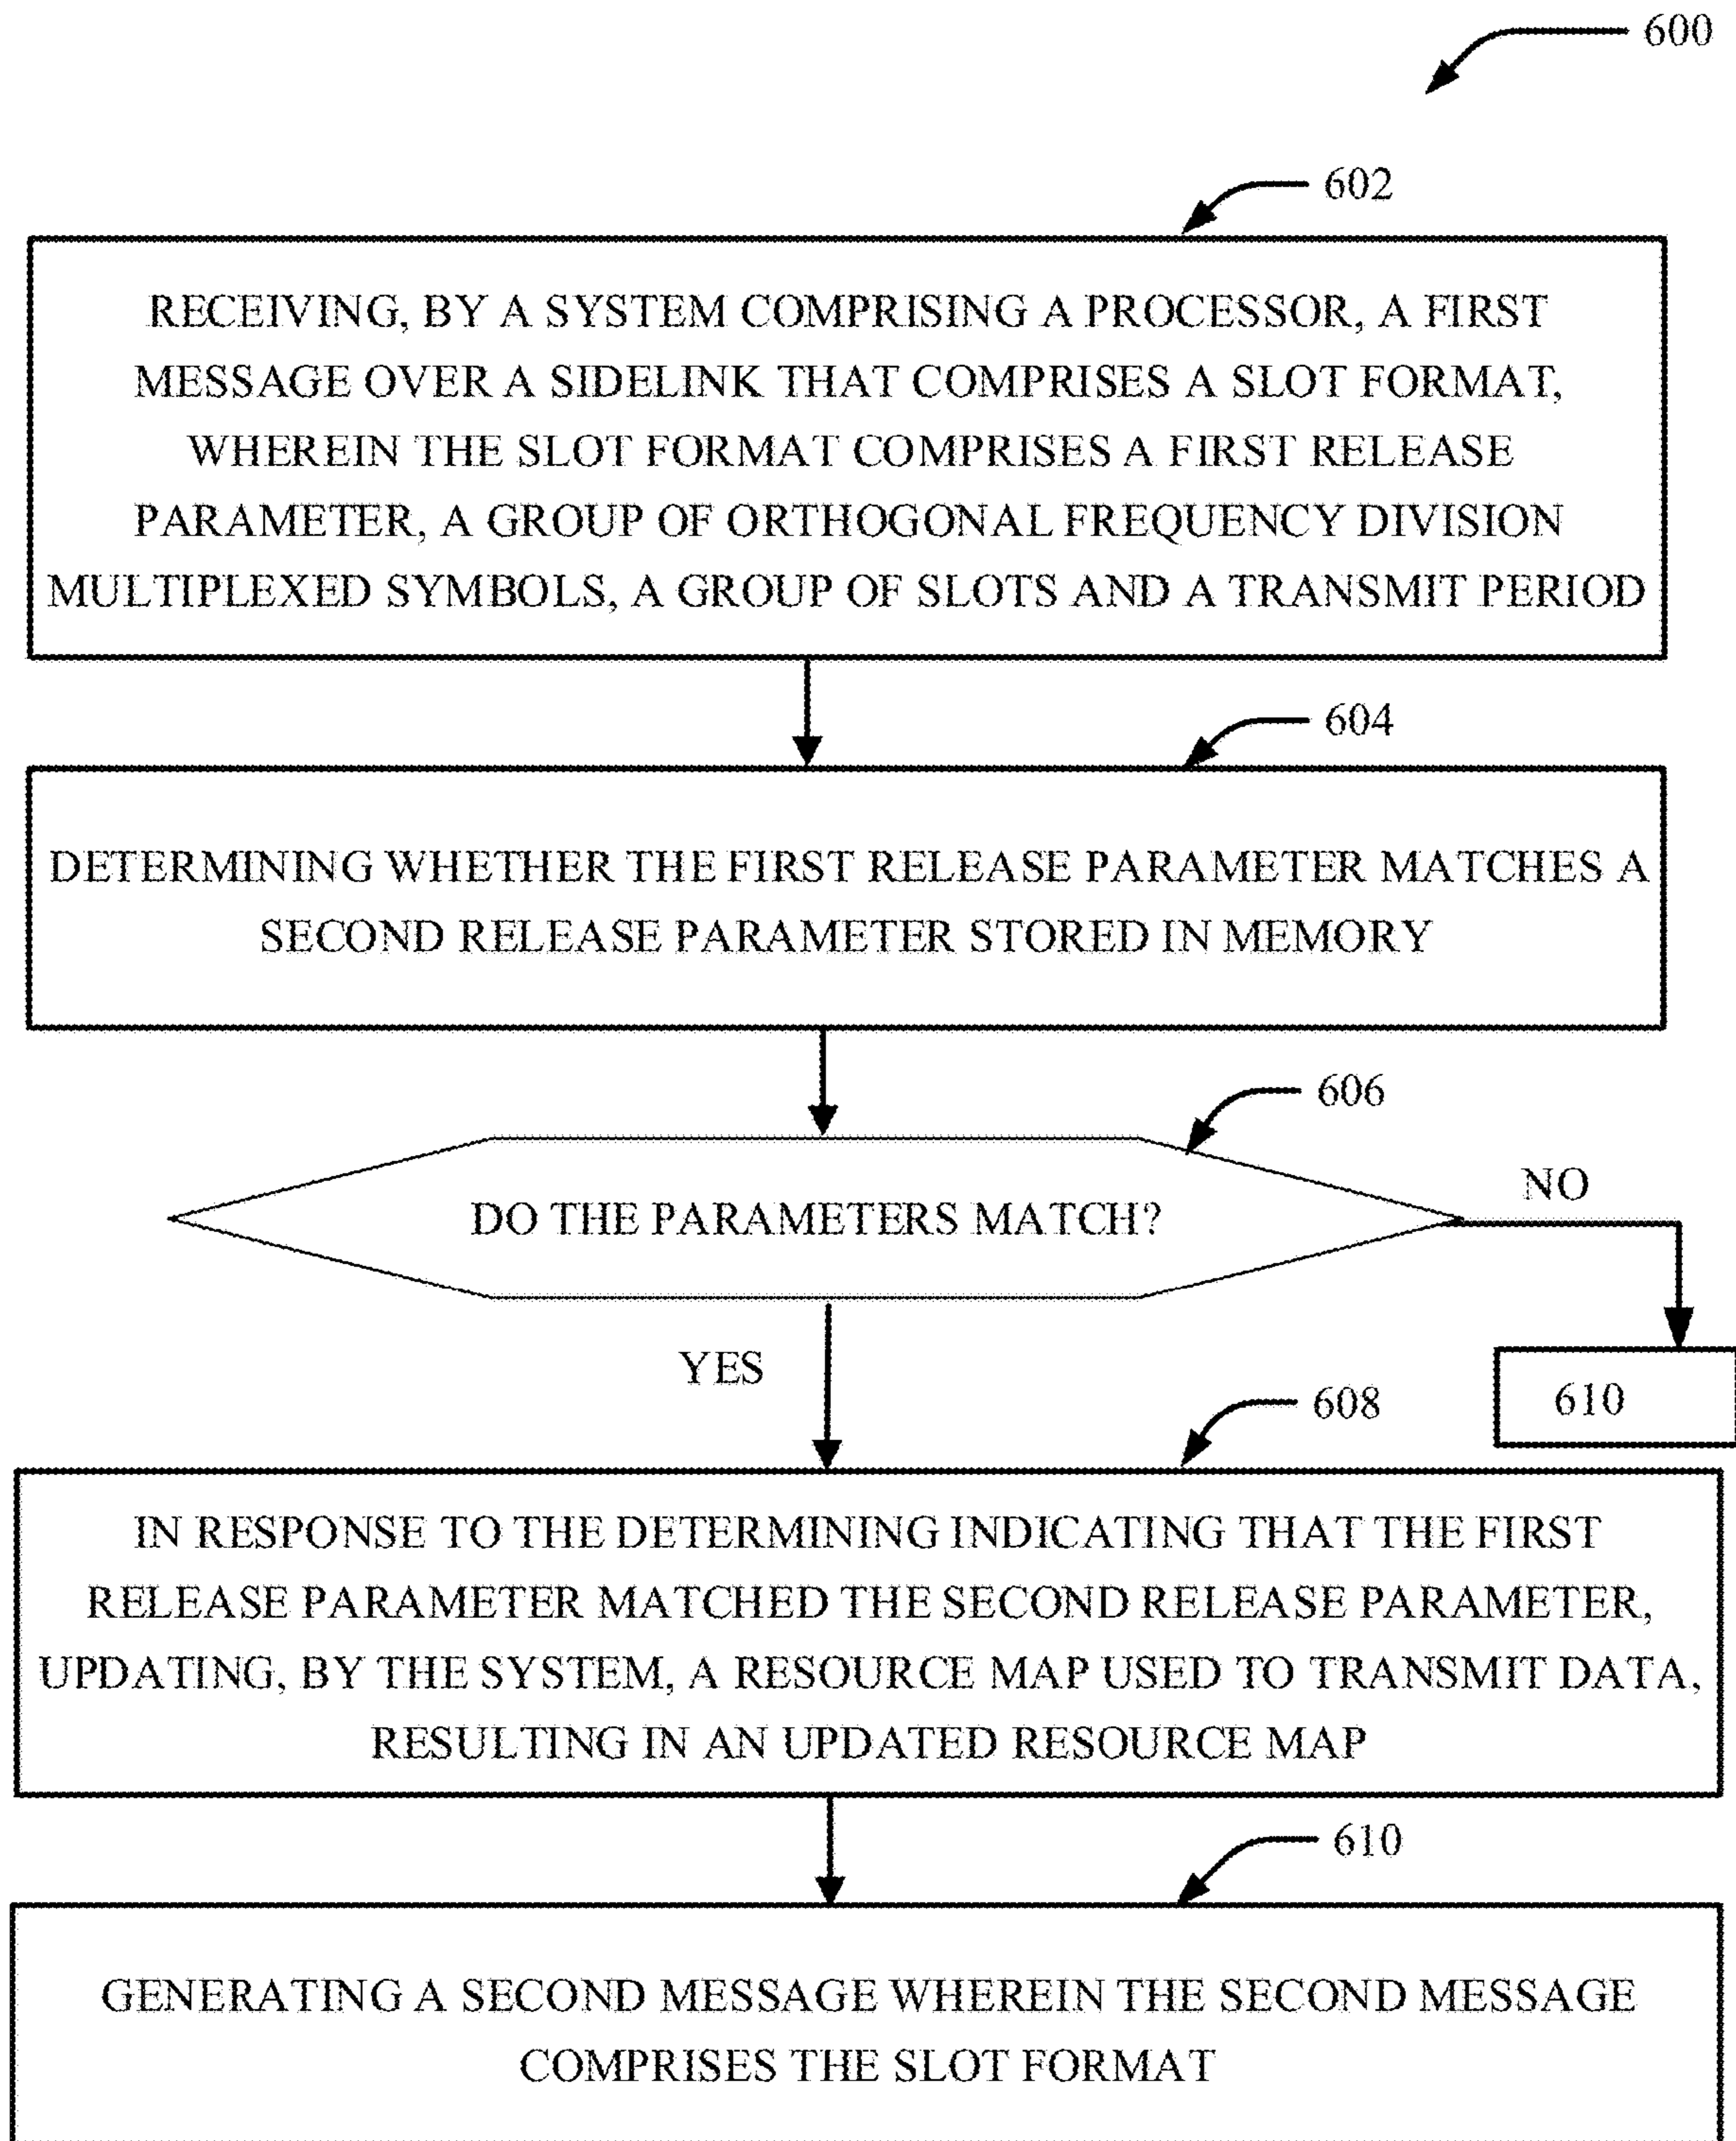 600
602
RECEIVING, BY A SYSTEM COMPRISING A PROCESSOR, A FIRST
MESSAGE OVER A SIDELINK THAT COMPRISES A SLOT FORMAT,
WHEREIN THE SLOT FORMAT COMPRISES A FIRST RELEASE
PARAMETER, A GROUP OF ORTHOGONAL FREQUENCY DIVISION
MULTIPLEXED SYMBOLS, A GROUP OF SLOTS AND A TRANSMIT PERIOD
604
DETERMINING WHETHER THE FIRST RELEASE PARAMETER MATCHES A
SECOND RELEASE PARAMETER STORED IN MEMORY
606
DO THE PARAMETERS MATCH?
NO
YES
610
608
IN RESPONSE TO THE DETERMINING INDICATING THAT THE FIRST
RELEASE PARAMETER MATCHED THE SECOND RELEASE PARAMETER,
UPDATING, BY THE SYSTEM, A RESOURCE MAP USED TO TRANSMIT DATA,
RESULTING IN AN UPDATED RESOURCE MAP
610
GENERATING A SECOND MESSAGE WHEREIN THE SECOND MESSAGE
COMPRISES THE SLOT FORMAT